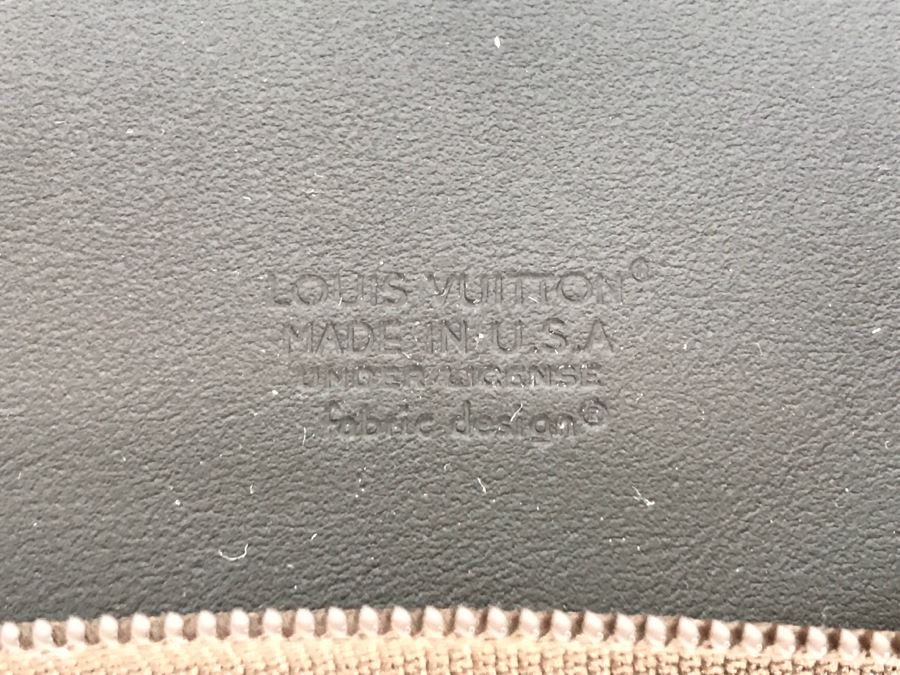 LOUIS VUITTON®
MADE IN U.S.A
UNDER LICENSE
fabric design®